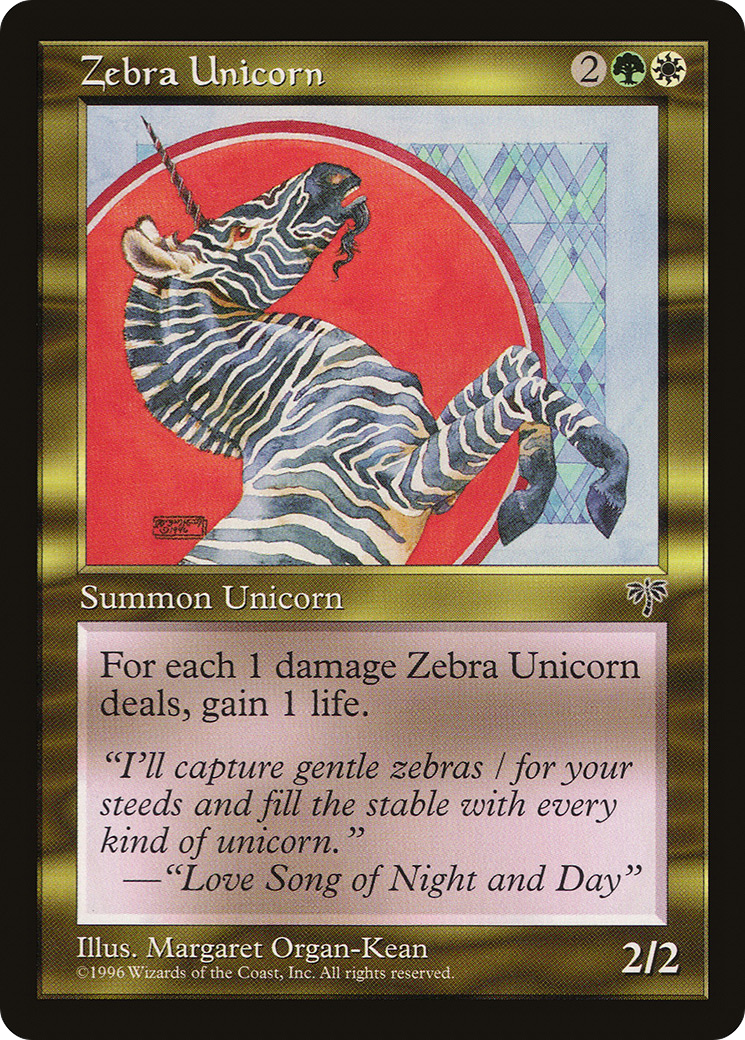 Zebra Unicorn
2
Summon Unicorn
For each 1 damage Zebra Unicorn
deals, gain 1 life.
“I’ll capture gentle zebras / for your
steeds and fill the stable with every
kind of unicorn.”
—“Love Song of Night and Day”
Illus. Margaret Organ-Kean
©1996 Wizards of the Coast, Inc. All rights reserved.
2/2